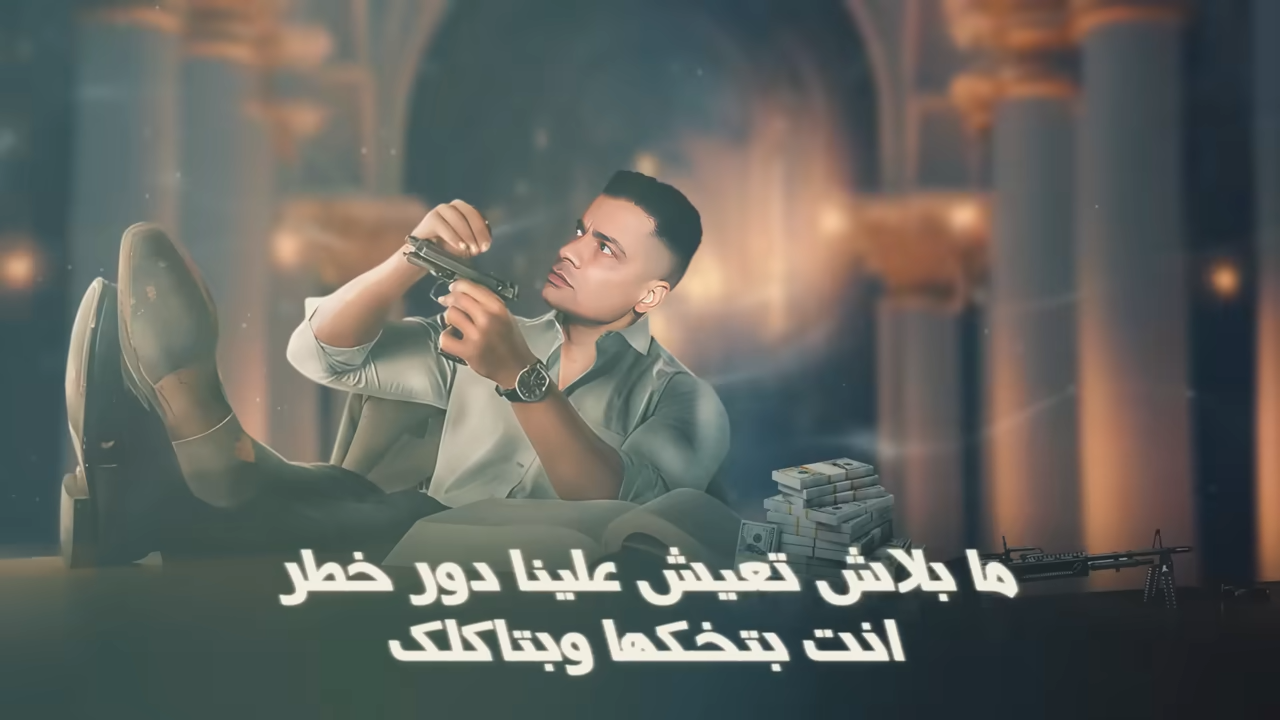 ما بلاش تعيش علينا دور خطر
انت بتخكها وبتاكلك